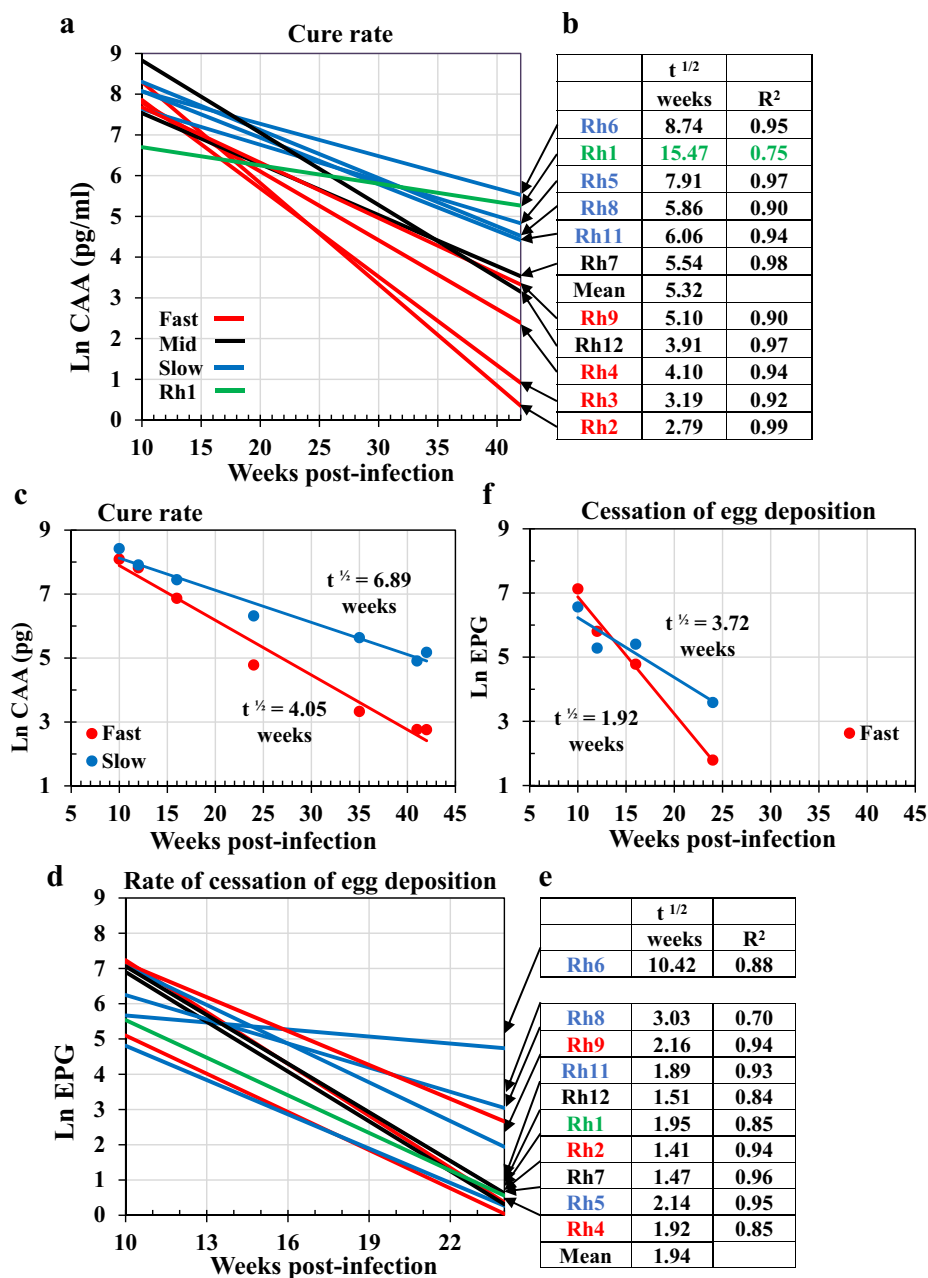 a
Cure rate
9
8
7
6
5
4
3
2
1
0
Ln CAA (pg/ml)
Fast
Mid
Slow
Rh1
10 15 20 25 30 35 40
Weeks post-infection
b
t 1/2
weeks R2
Rh6 8.74 0.95
Rh1 15.47 0.75
Rh5 7.91 0.97
Rh8 5.86 0.90
Rh11 6.06 0.94
Rh7 5.54 0.98
Mean 5.32
Rh9 5.10 0.90
Rh12 3.91 0.97
Rh4 4.10 0.94
Rh3 3.19 0.92
Rh2 2.79 0.99
c
Cure rate
9
7
5
3
1
Ln CAA (pg)
t ½ = 6.89
weeks
t ½ = 4.05
weeks
Fast
Slow
5 10 15 20 25 30 35 40 45
Weeks post-infection
f
Cessation of egg deposition
9
7
5
3
1
Ln EPG
t ½ = 3.72
weeks
t ½ = 1.92
weeks
Fast
5 10 15 20 25 30 35 40 45
Weeks post-infection
d
Rate of cessation of egg deposition
9
8
7
6
5
4
3
2
1
0
Ln EPG
10 13 16 19 22
Weeks post-infection
e
t 1/2
weeks R2
Rh6 10.42 0.88
Rh8 3.03 0.70
Rh9 2.16 0.94
Rh11 1.89 0.93
Rh12 1.51 0.84
Rh1 1.95 0.85
Rh2 1.41 0.94
Rh7 1.47 0.96
Rh5 2.14 0.95
Rh4 1.92 0.85
Mean 1.94